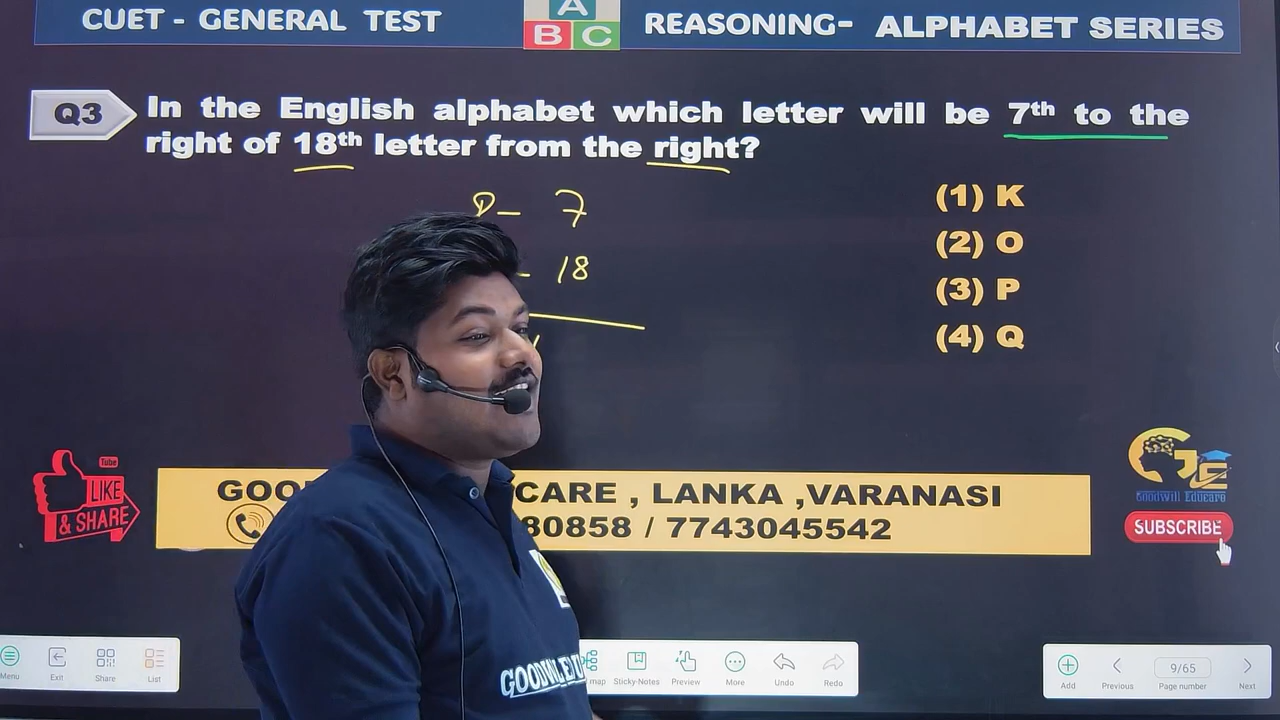 CUET - GENERAL TEST
A
B C
REASONING- ALPHABET SERIES
Q3
In the English alphabet which letter will be 7th to the
right of 18th letter from the right?
R - 7
- 18
(1) K
(2) O
(3) P
(4) Q
Tube
LIKE
& SHARE
CARE , LANKA ,VARANASI
80858 / 7743045542
GE
Goodwill Educare
SUBSCRIBE
Menu
Exit
Share
List
map
Sticky-Notes
Preview
More
Undo
Redo
Add
Previous
9/65
Page number
Next